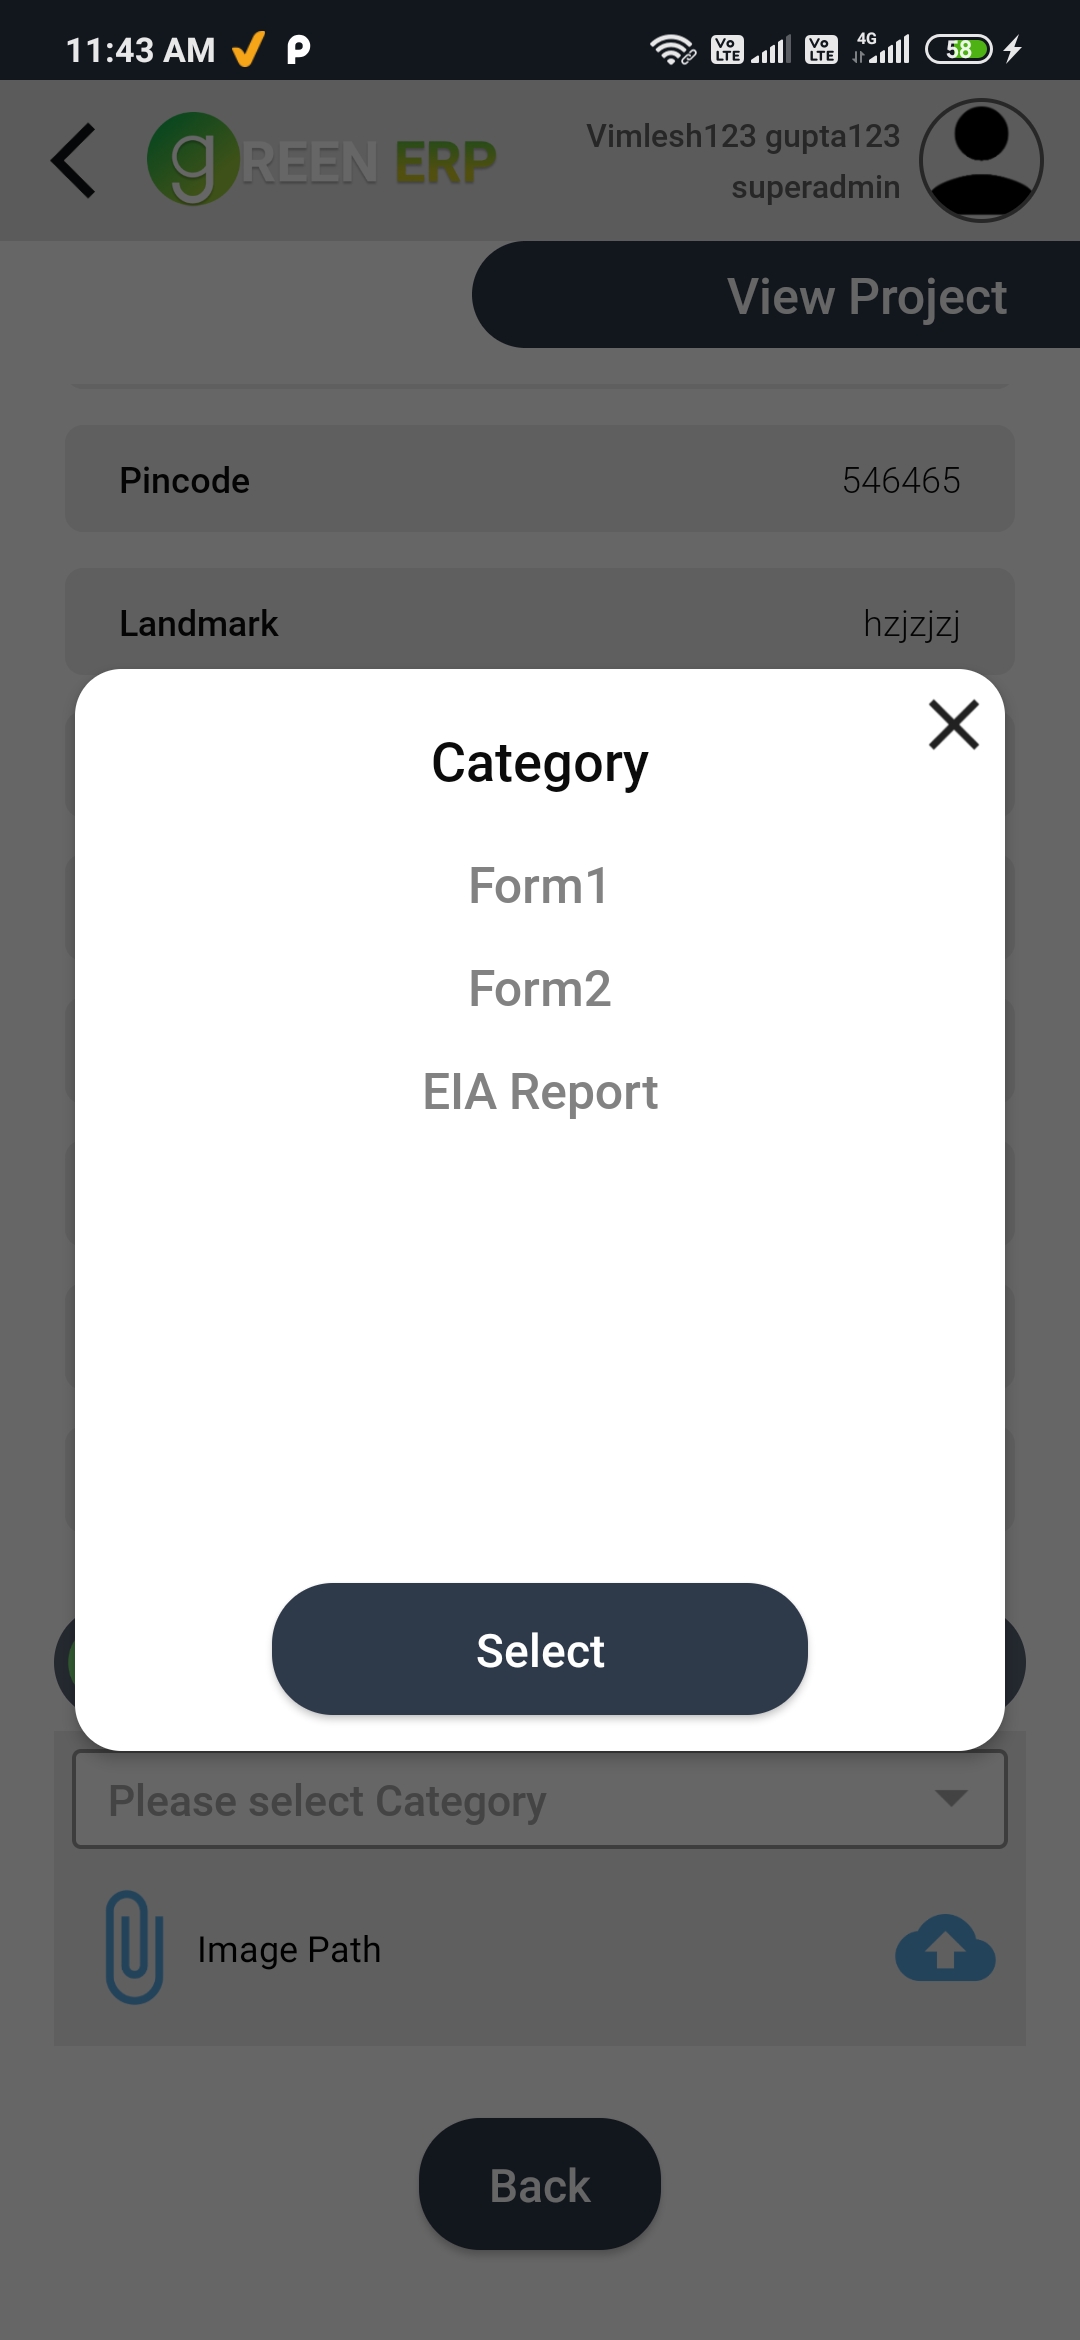 11:43 AM
Vo LTE Vo LTE 4G 58
gREEN ERP
Vimlesh123 gupta123
superadmin
View Project
Pincode 546465
Landmark hzjzjzj
Category
Form1
Form2
EIA Report
Select
Please select Category
Image Path
Back